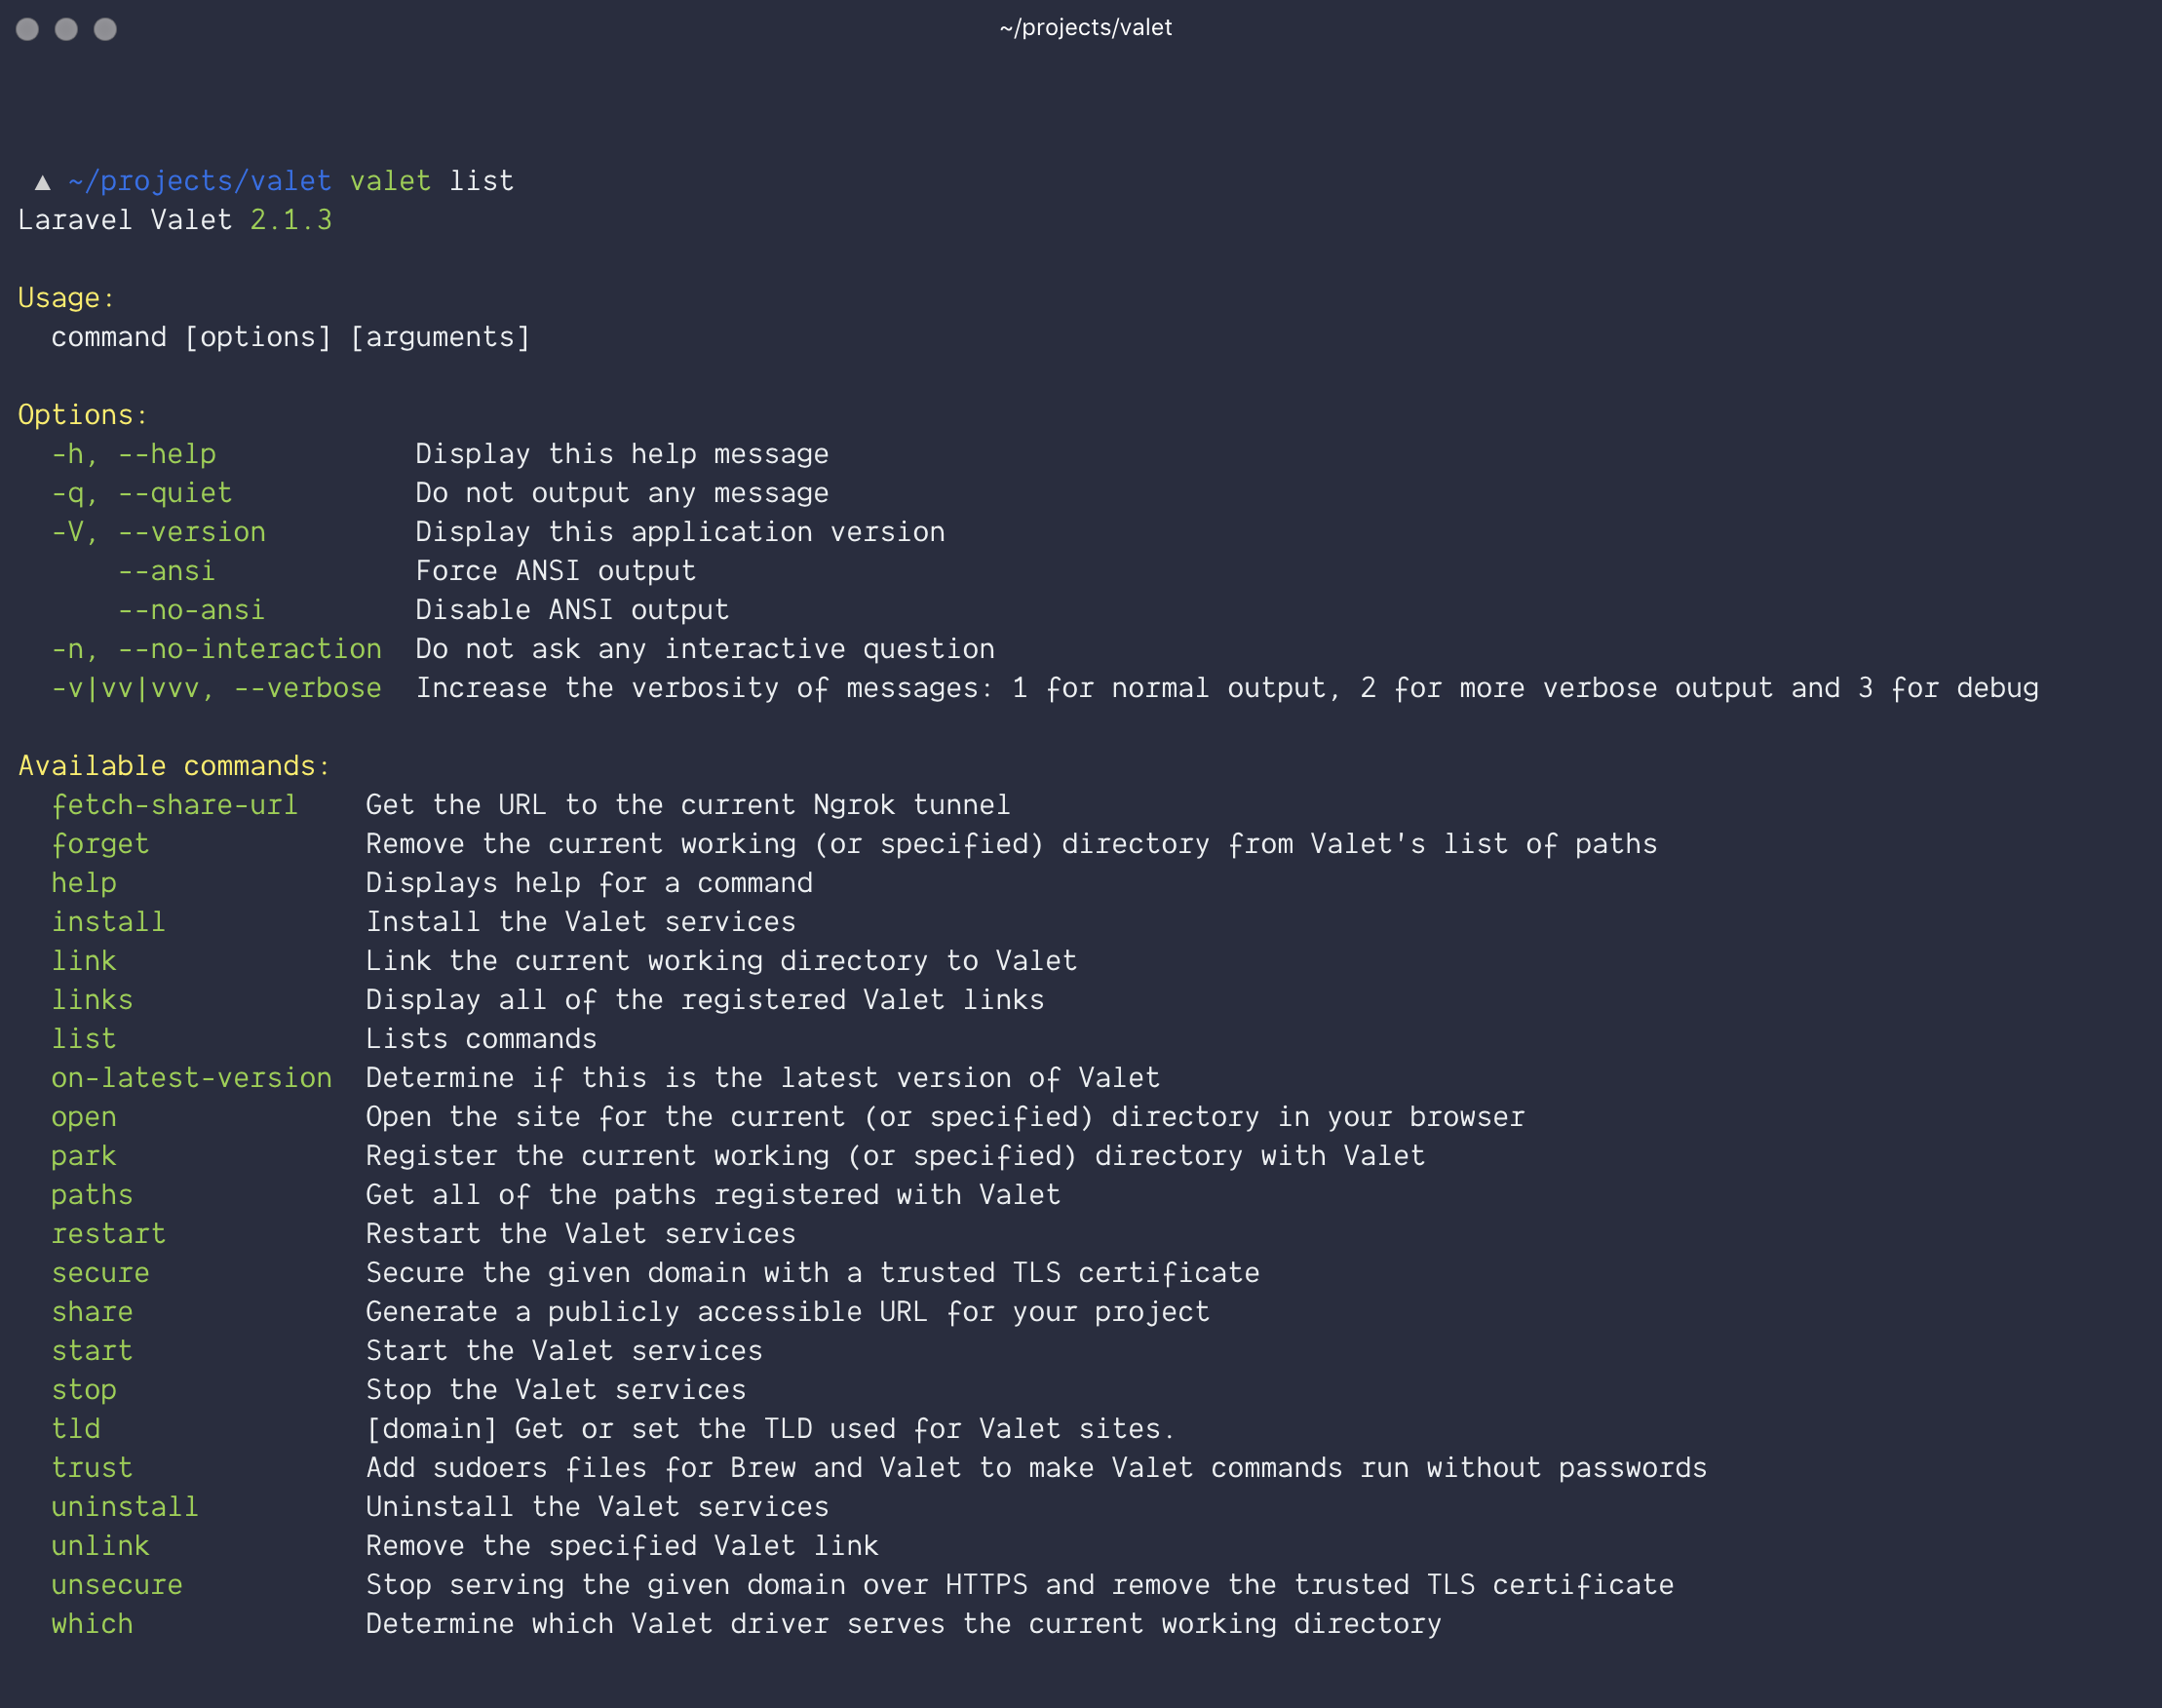 ~/projects/valet
▲ ~/projects/valet valet list
Laravel Valet 2.1.3
Usage:
  command [options] [arguments]
Options:
  -h, --help            Display this help message
  -q, --quiet           Do not output any message
  -V, --version         Display this application version
      --ansi            Force ANSI output
      --no-ansi         Disable ANSI output
  -n, --no-interaction  Do not ask any interactive question
  -v|vv|vvv, --verbose  Increase the verbosity of messages: 1 for normal output, 2 for more verbose output and 3 for debug
Available commands:
  fetch-share-url    Get the URL to the current Ngrok tunnel
  forget             Remove the current working (or specified) directory from Valet's list of paths
  help               Displays help for a command
  install            Install the Valet services
  link               Link the current working directory to Valet
  links              Display all of the registered Valet links
  list               Lists commands
  on-latest-version  Determine if this is the latest version of Valet
  open               Open the site for the current (or specified) directory in your browser
  park               Register the current working (or specified) directory with Valet
  paths              Get all of the paths registered with Valet
  restart            Restart the Valet services
  secure             Secure the given domain with a trusted TLS certificate
  share              Generate a publicly accessible URL for your project
  start              Start the Valet services
  stop               Stop the Valet services
  tld                [domain] Get or set the TLD used for Valet sites.
  trust              Add sudoers files for Brew and Valet to make Valet commands run without passwords
  uninstall          Uninstall the Valet services
  unlink             Remove the specified Valet link
  unsecure           Stop serving the given domain over HTTPS and remove the trusted TLS certificate
  which              Determine which Valet driver serves the current working directory